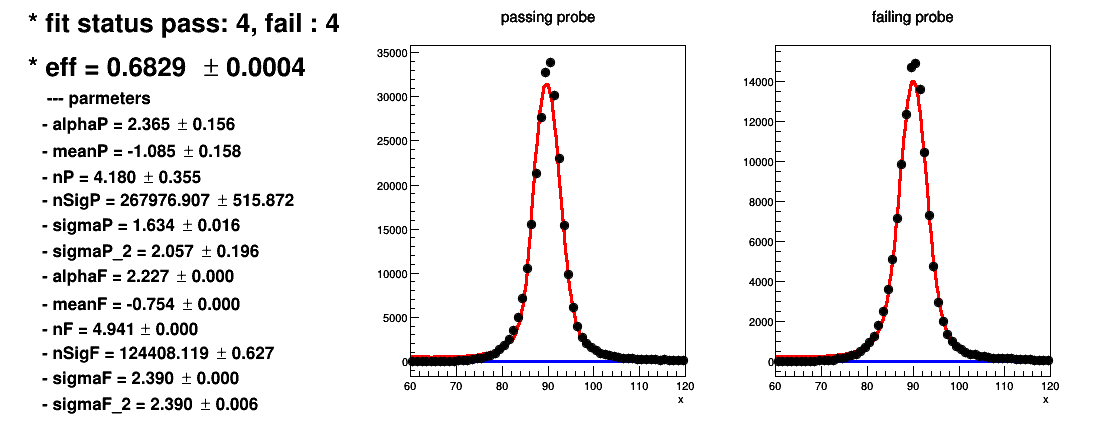 * fit status pass: 4, fail : 4
* eff = 0.6829 ± 0.0004
--- parmeters
- alphaP = 2.365 ± 0.156
- meanP = -1.085 ± 0.158
- nP = 4.180 ± 0.355
- nSigP = 267976.907 ± 515.872
- sigmaP = 1.634 ± 0.016
- sigmaP_2 = 2.057 ± 0.196
- alphaF = 2.227 ± 0.000
- meanF = -0.754 ± 0.000
- nF = 4.941 ± 0.000
- nSigF = 124408.119 ± 0.627
- sigmaF = 2.390 ± 0.000
- sigmaF_2 = 2.390 ± 0.006
passing probe
35000
30000
25000
20000
15000
10000
5000
0
60 70 80 90 100 110 120
x
failing probe
14000
12000
10000
8000
6000
4000
2000
0
60 70 80 90 100 110 120
x